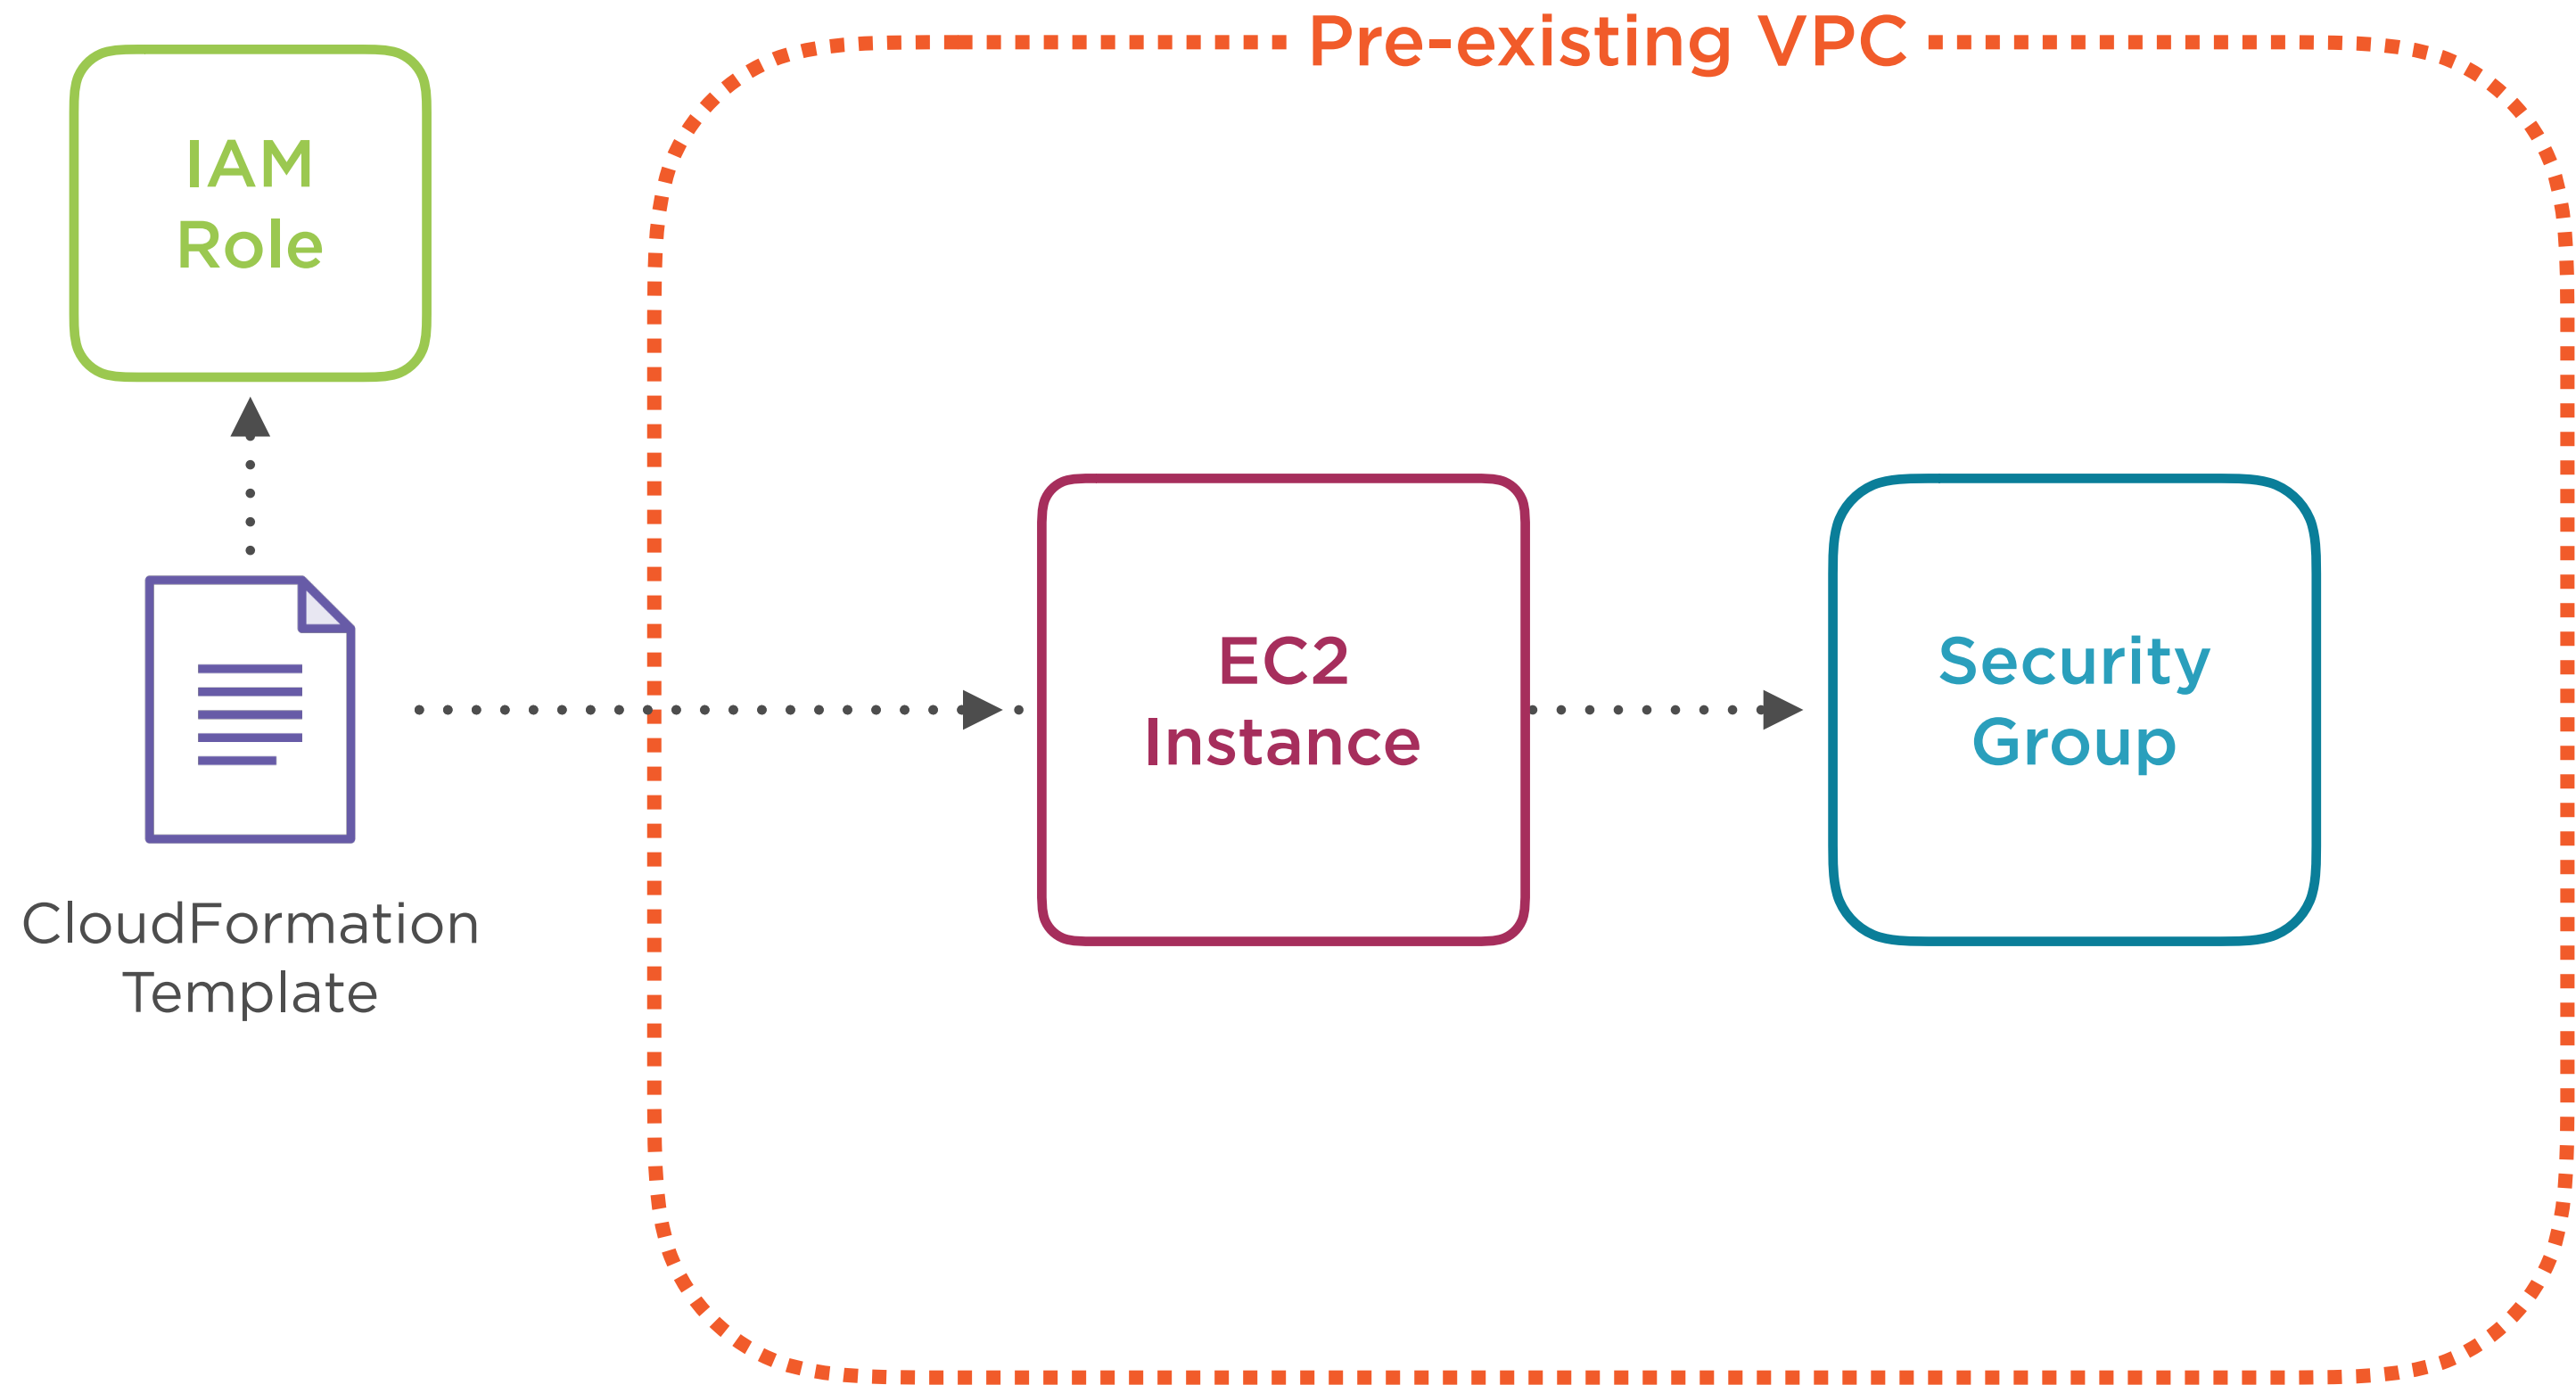 Pre-existing VPC
IAM
Role
EC2
Instance
Security
Group
CloudFormation
Template